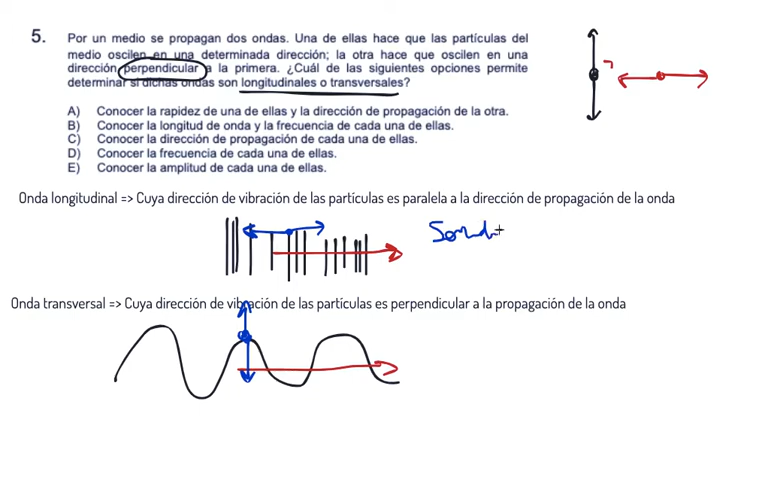 5. Por un medio se propagan dos ondas. Una de ellas hace que las partículas del
medio oscilen en una determinada dirección; la otra hace que oscilen en una
dirección perpendicular a la primera. ¿Cuál de las siguientes opciones permite
determinar si dichas ondas son longitudinales o transversales?
A) Conocer la rapidez de una de ellas y la dirección de propagación de la otra.
B) Conocer la longitud de onda y la frecuencia de cada una de ellas.
C) Conocer la dirección de propagación de cada una de ellas.
D) Conocer la frecuencia de cada una de ellas.
E) Conocer la amplitud de cada una de ellas.
Onda longitudinal => Cuya dirección de vibración de las partículas es paralela a la dirección de propagación de la onda
Onda transversal => Cuya dirección de vibración de las partículas es perpendicular a la propagación de la onda